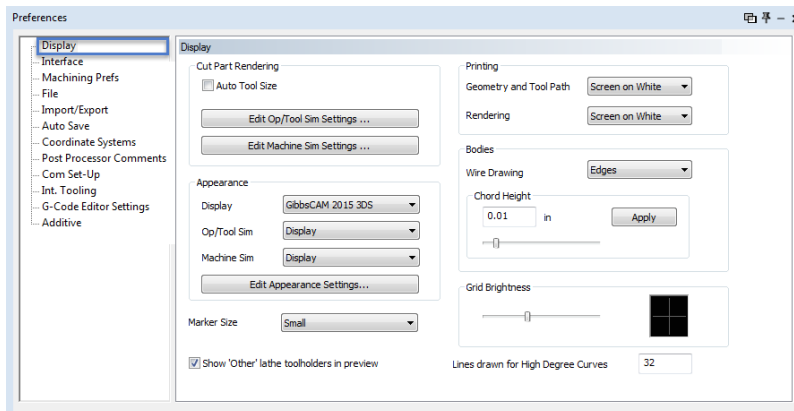 Preferences
Display
Interface
Machining Prefs
File
Import/Export
Auto Save
Coordinate Systems
Post Processor Comments
Com Set-Up
Int. Tooling
G-Code Editor Settings
Additive
Display
Cut Part Rendering
Auto Tool Size
Edit Op/Tool Sim Settings ...
Edit Machine Sim Settings ...
Appearance
Display GibbsCAM 2015 3DS
Op/Tool Sim Display
Machine Sim Display
Edit Appearance Settings...
Marker Size Small
Show 'Other' lathe toolholders in preview
Printing
Geometry and Tool Path Screen on White
Rendering Screen on White
Bodies
Wire Drawing Edges
Chord Height
0.01 in Apply
Grid Brightness
Lines drawn for High Degree Curves 32